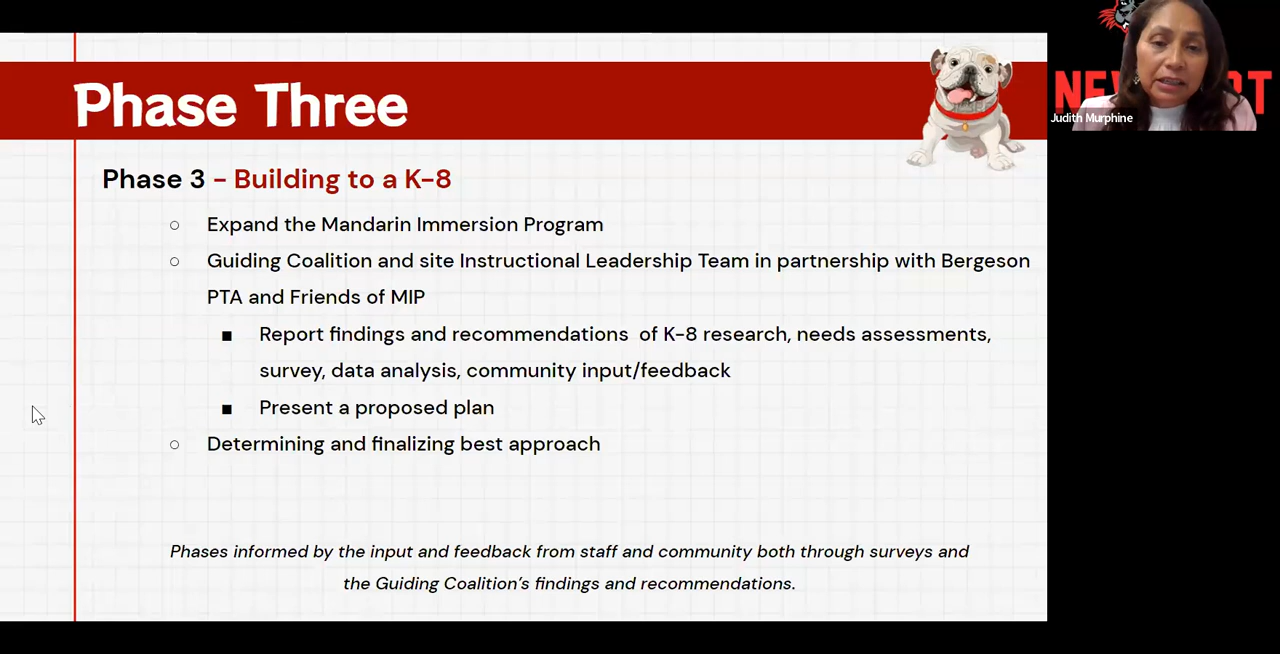 Phase Three
Phase 3 - Building to a K-8
Expand the Mandarin Immersion Program
Guiding Coalition and site Instructional Leadership Team in partnership with Bergeson
PTA and Friends of MIP
Report findings and recommendations of K-8 research, needs assessments,
survey, data analysis, community input/feedback
Present a proposed plan
Determining and finalizing best approach
Phases informed by the input and feedback from staff and community both through surveys and
the Guiding Coalition's findings and recommendations.
Judith Murphine